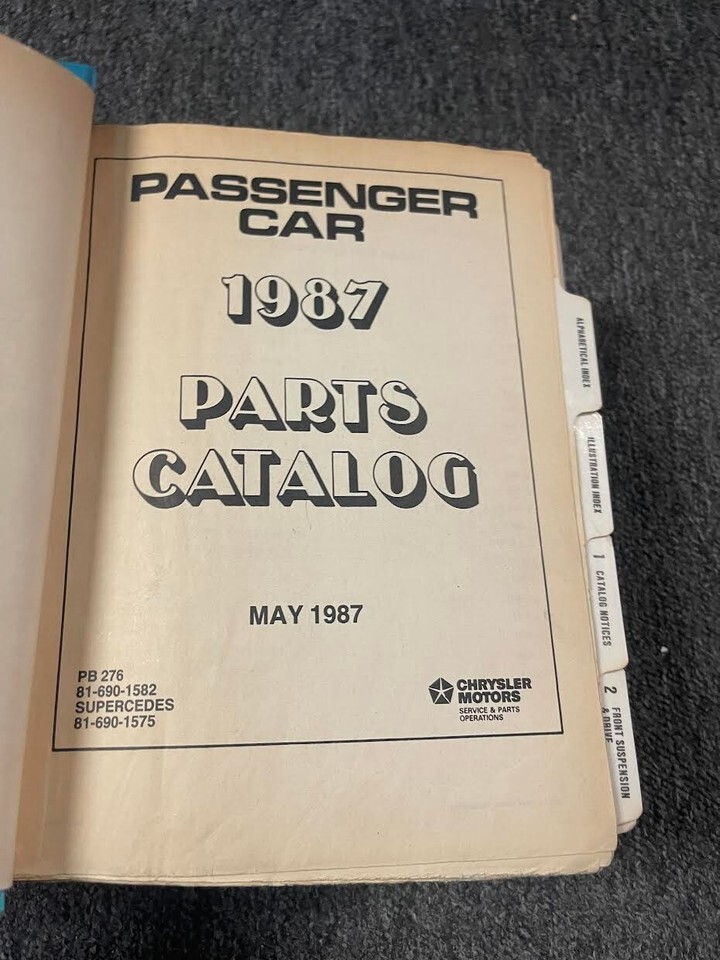 PASSENGER
CAR
1987
PARTS
CATALOG
MAY 1987
PB 276
81-690-1582
SUPERCEDES
81-690-1575
CHRYSLER
MOTORS
SERVICE & PARTS
OPERATIONS
ALPHABETICAL INDEX
ILLUSTRATION INDEX
1 CATALOG NOTICES
2 FRONT SUSPENSION
& DRIVE